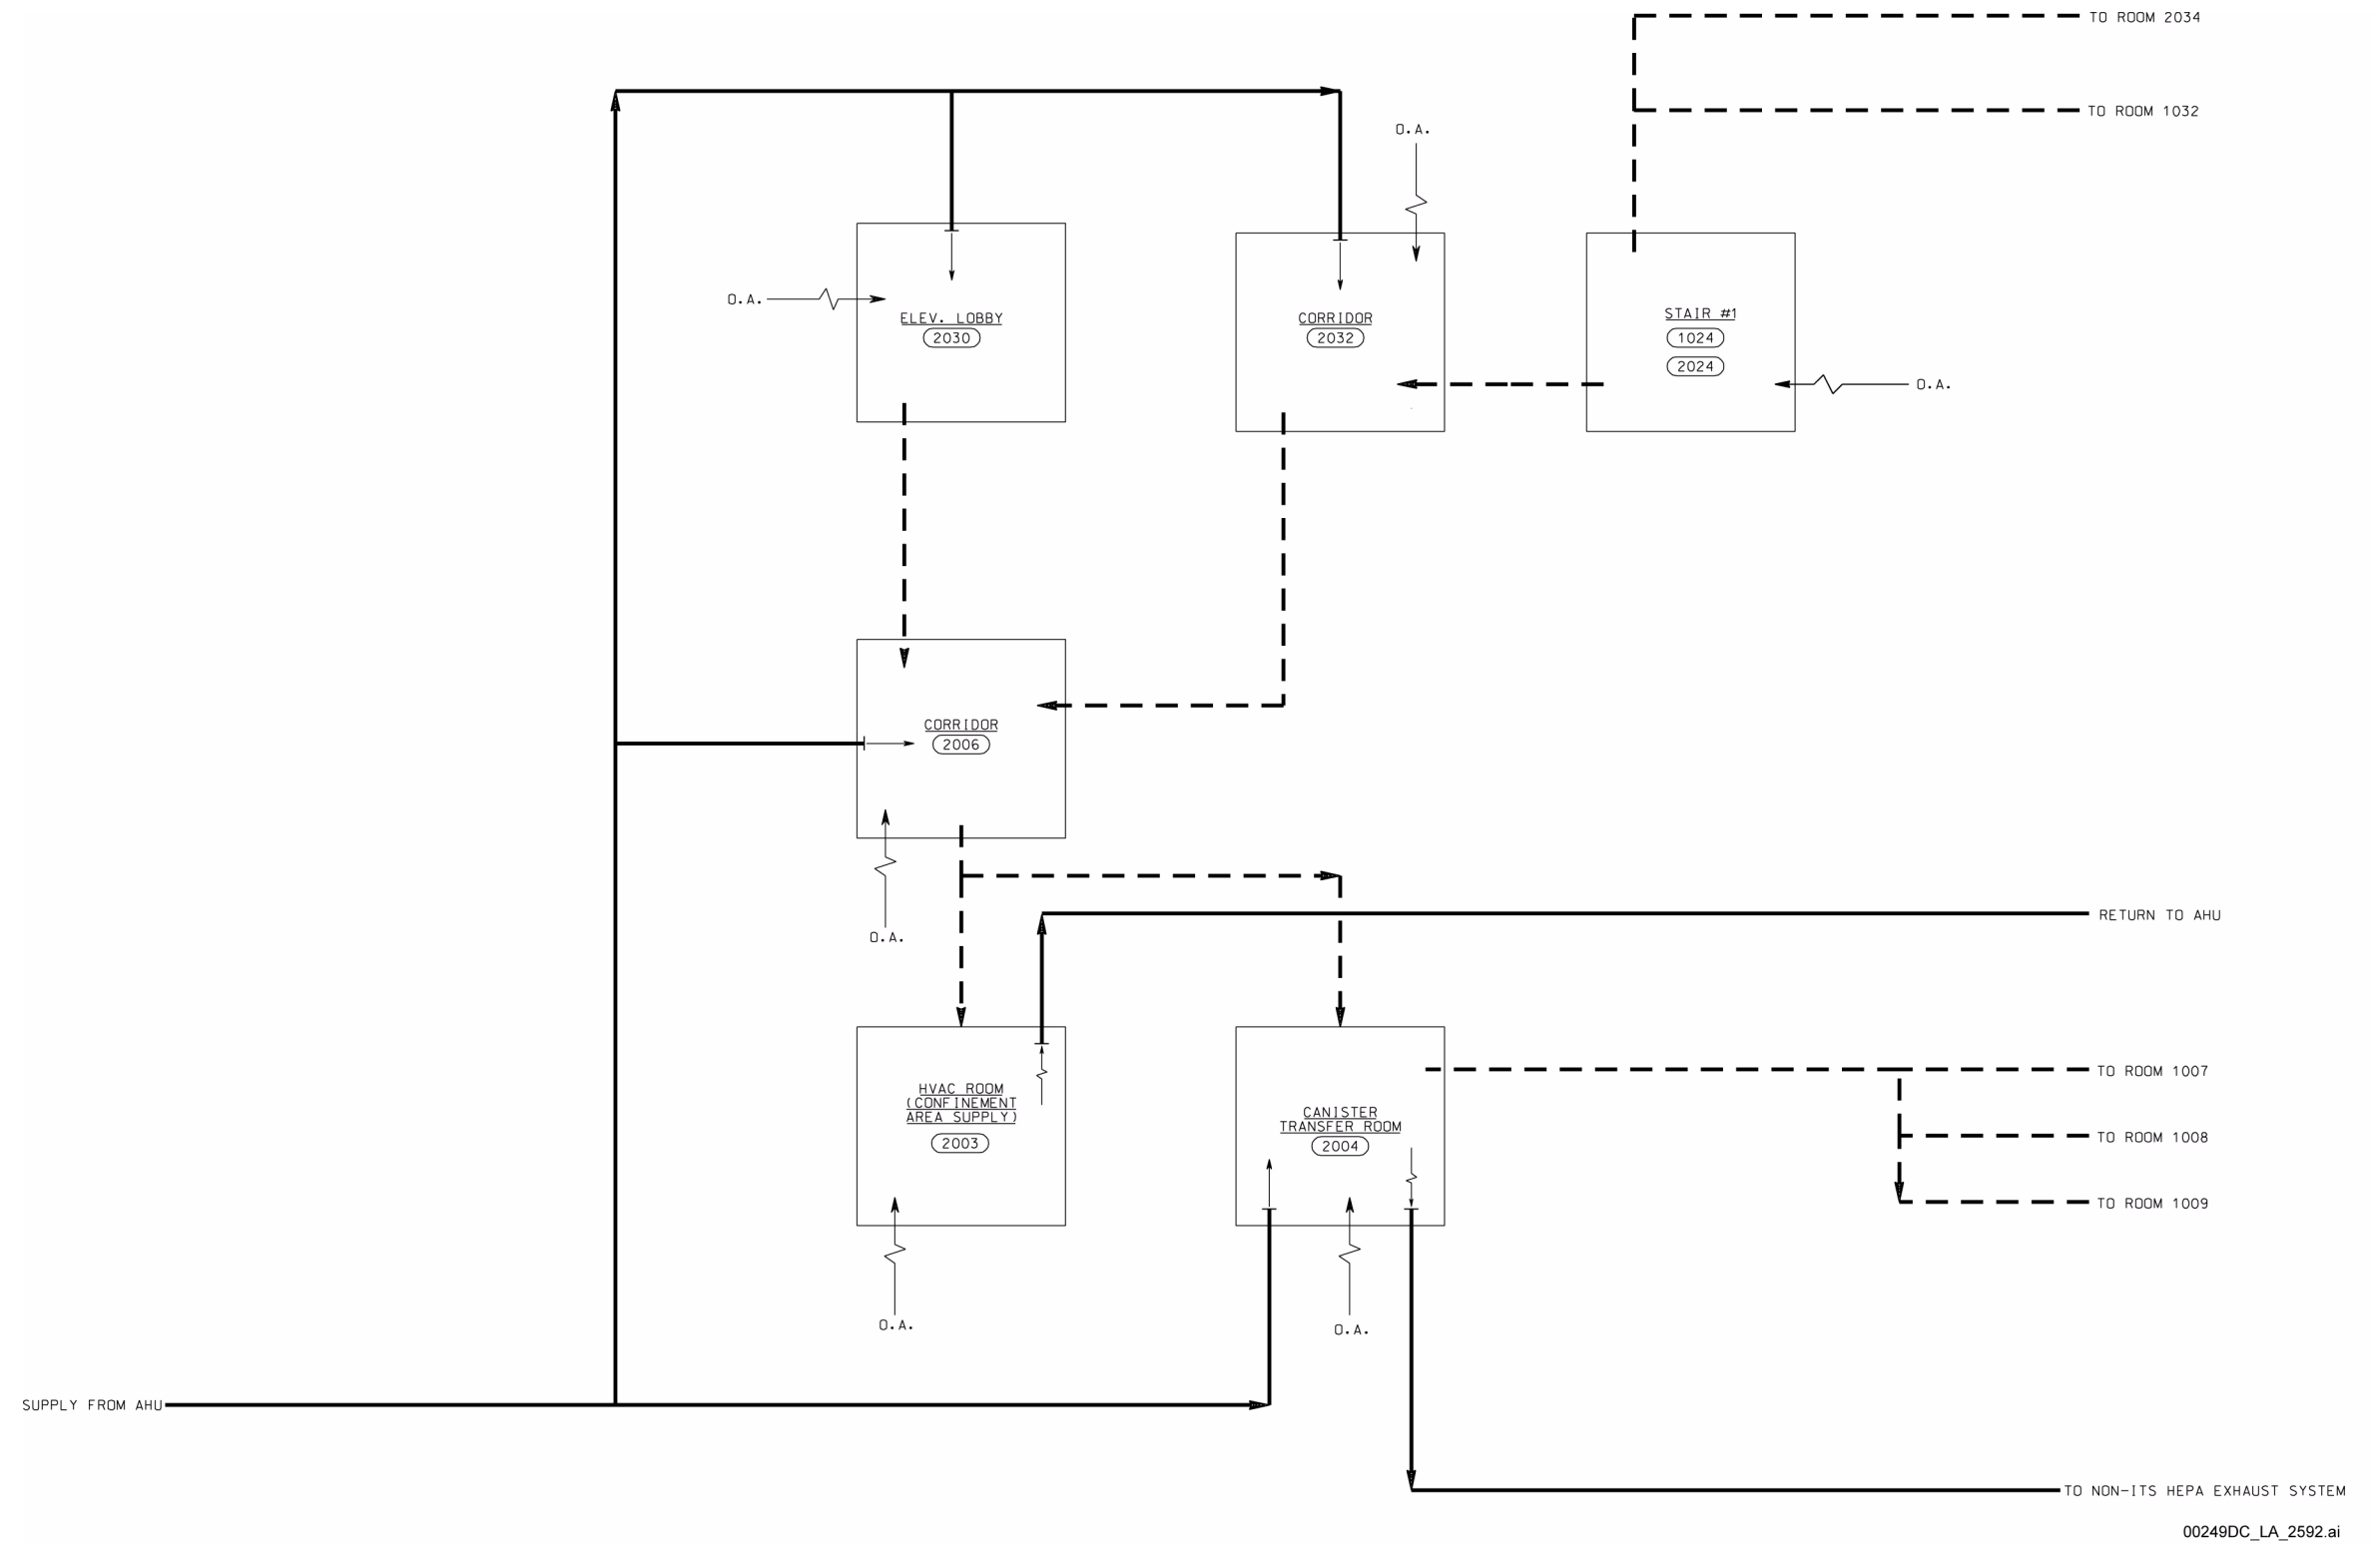 TO ROOM 2034
TO ROOM 1032
O.A.
O.A.
ELEV. LOBBY
2030
CORRIDOR
2032
STAIR #1
1024
2024
O.A.
CORRIDOR
2006
O.A.
RETURN TO AHU
HVAC ROOM
(CONFINEMENT
AREA SUPPLY)
2003
CANISTER
TRANSFER ROOM
2004
TO ROOM 1007
TO ROOM 1008
TO ROOM 1009
O.A.
O.A.
SUPPLY FROM AHU
TO NON-ITS HEPA EXHAUST SYSTEM
00249DC_LA_2592.ai